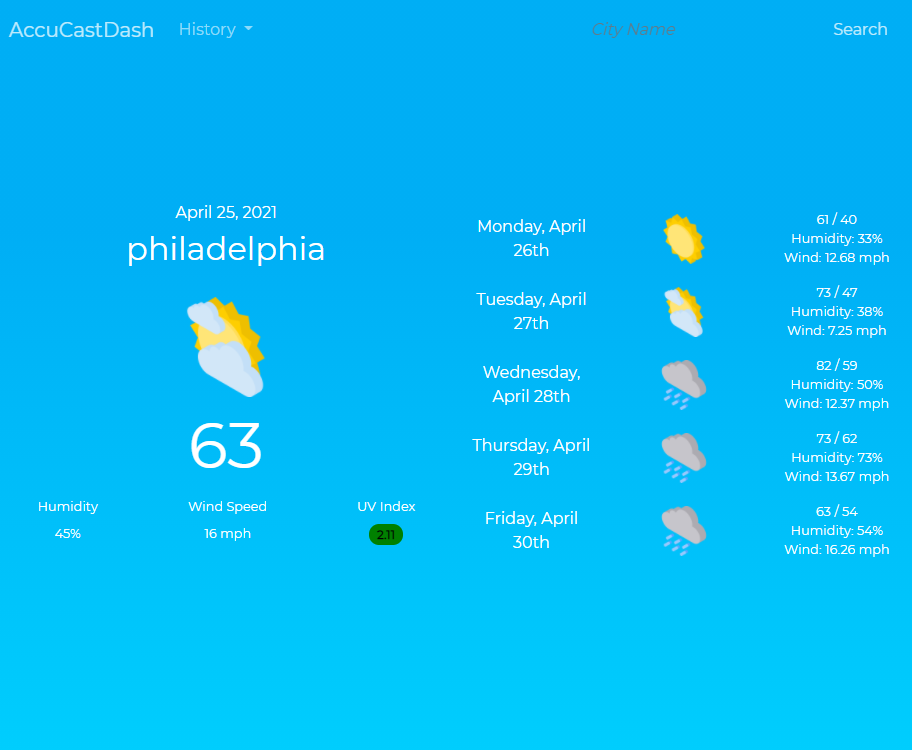 AccuCastDash
History
City Name
Search
April 25, 2021
philadelphia
63
Humidity
Wind Speed
UV Index
45%
16 mph
2.11
Monday, April
26th
61 / 40
Humidity: 33%
Wind: 12.68 mph
Tuesday, April
27th
73 / 47
Humidity: 38%
Wind: 7.25 mph
Wednesday,
April 28th
82 / 59
Humidity: 50%
Wind: 12.37 mph
Thursday, April
29th
73 / 62
Humidity: 73%
Wind: 13.67 mph
Friday, April
30th
63 / 54
Humidity: 54%
Wind: 16.26 mph